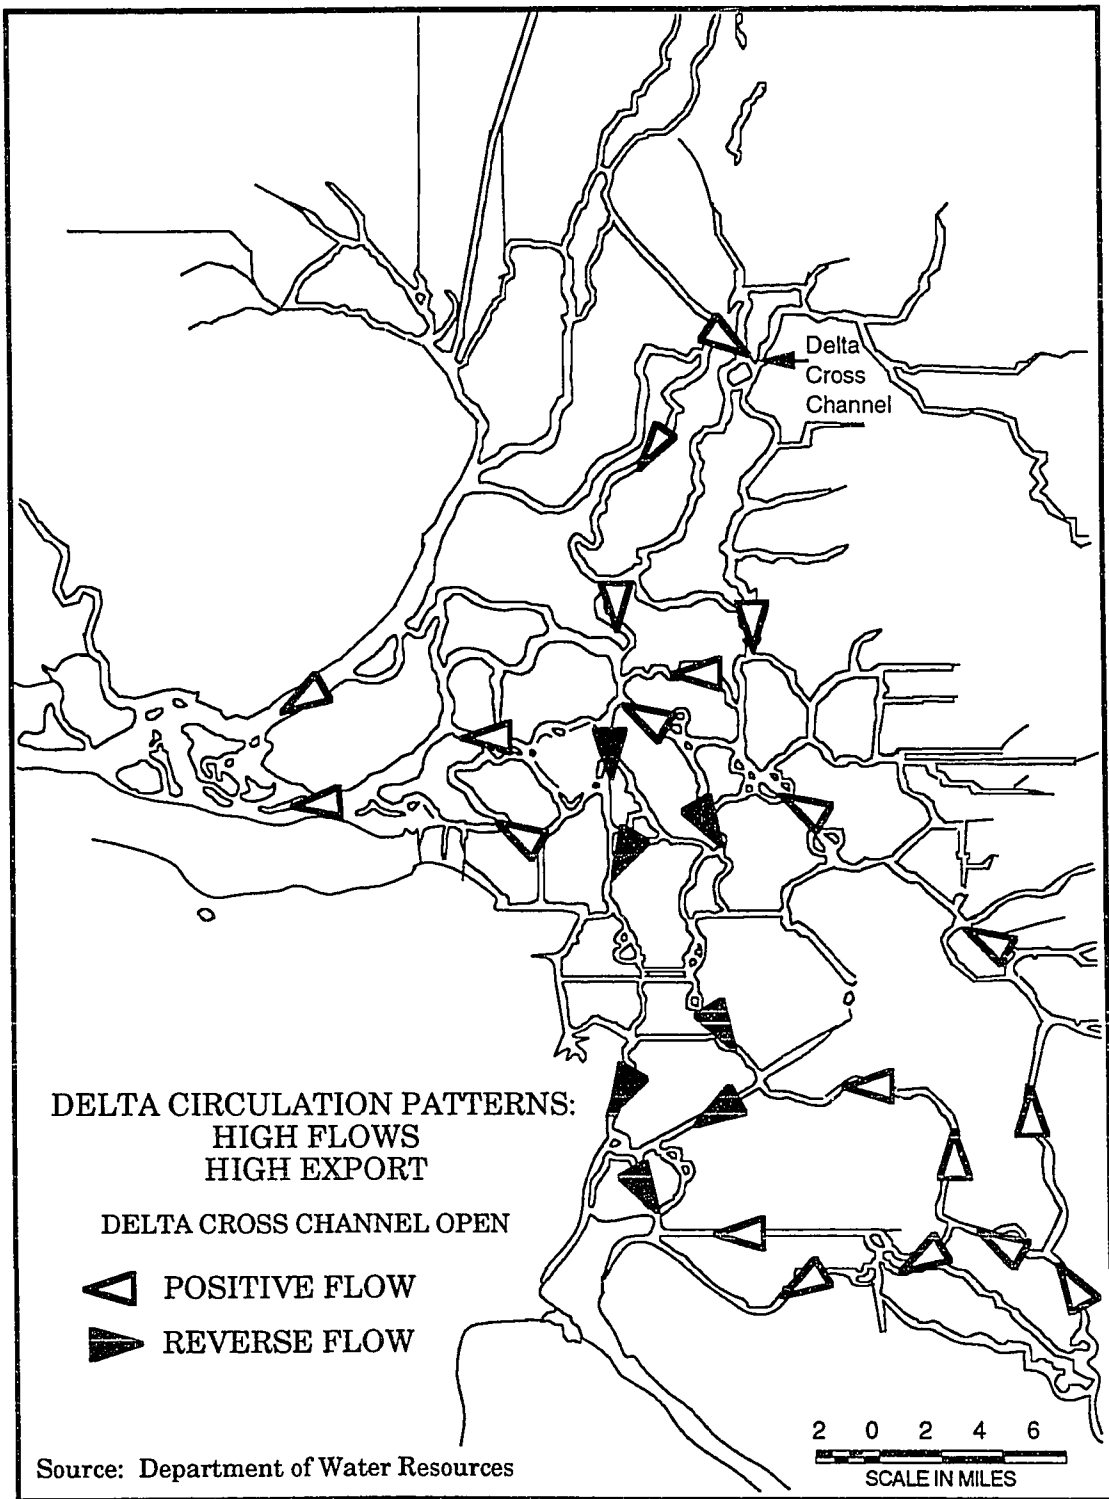 Delta
Cross
Channel
DELTA CIRCULATION PATTERNS:
HIGH FLOWS
HIGH EXPORT
DELTA CROSS CHANNEL OPEN
POSITIVE FLOW
REVERSE FLOW
2 0 2 4 6
SCALE IN MILES
Source: Department of Water Resources